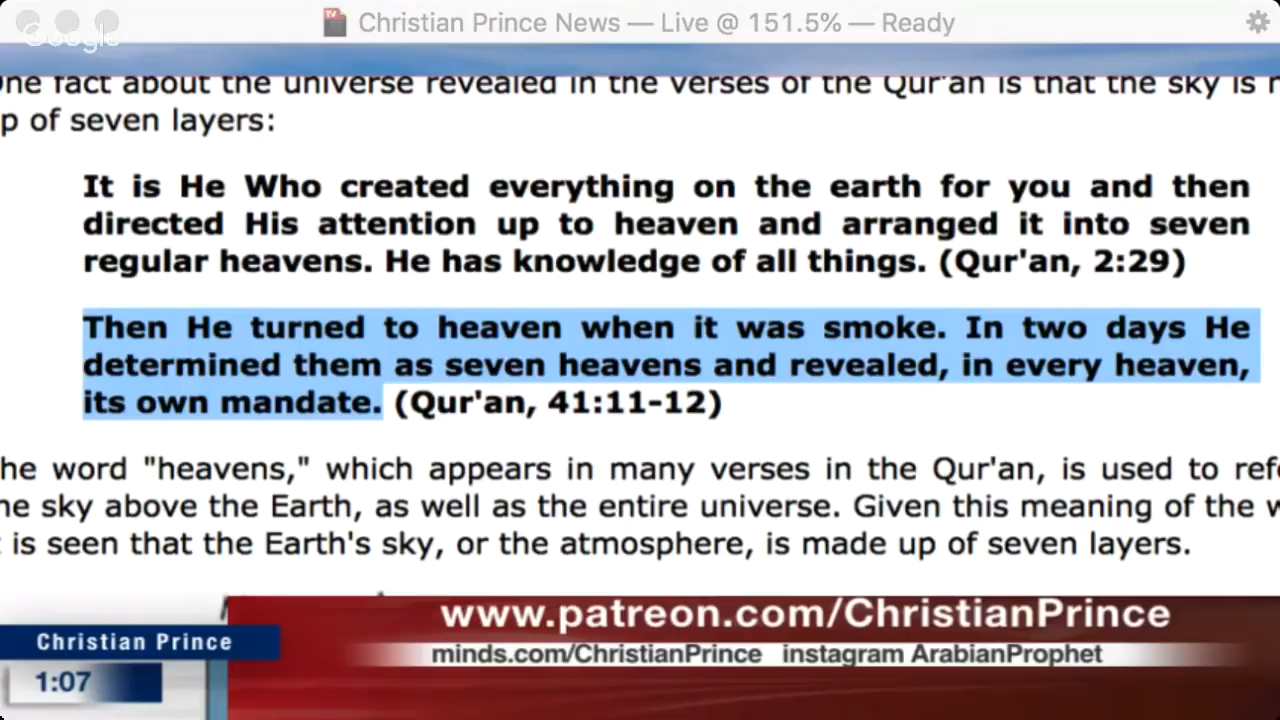 Christian Prince News — Live @ 151.5% — Ready
Google
One fact about the universe revealed in the verses of the Qur'an is that the sky is
of seven layers:
It is He Who created everything on the earth for you and then
directed His attention up to heaven and arranged it into seven
regular heavens. He has knowledge of all things. (Qur'an, 2:29)
Then He turned to heaven when it was smoke. In two days He
determined them as seven heavens and revealed, in every heaven,
its own mandate. (Qur'an, 41:11-12)
he word "heavens," which appears in many verses in the Qur'an, is used to
sky above the Earth, as well as the entire universe. Given this meaning of the
is seen that the Earth's sky, or the atmosphere, is made up of seven layers.
www.patreon.com/ChristianPrince
Christian Prince
minds.com/ChristianPrince instagram ArabianProphet
1:07